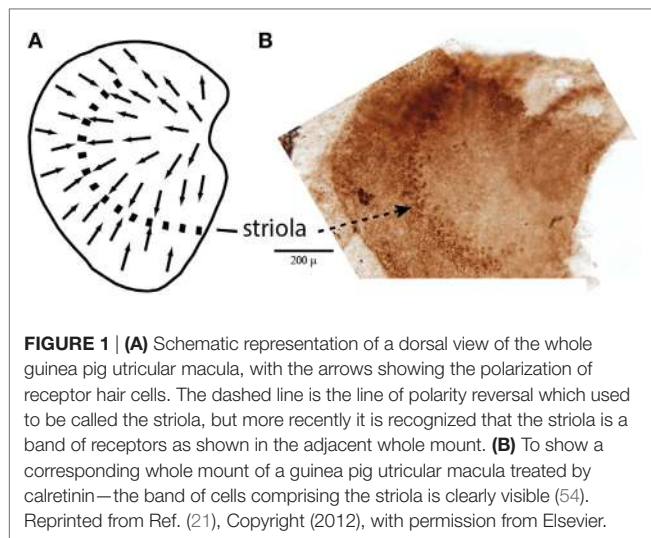 A
B
striola
200 µ
FIGURE 1 | (A) Schematic representation of a dorsal view of the whole
guinea pig utricular macula, with the arrows showing the polarization of
receptor hair cells. The dashed line is the line of polarity reversal which used
to be called the striola, but more recently it is recognized that the striola is a
band of receptors as shown in the adjacent whole mount. (B) To show a
corresponding whole mount of a guinea pig utricular macula treated by
calretinin—the band of cells comprising the striola is clearly visible (54).
Reprinted from Ref. (21), Copyright (2012), with permission from Elsevier.